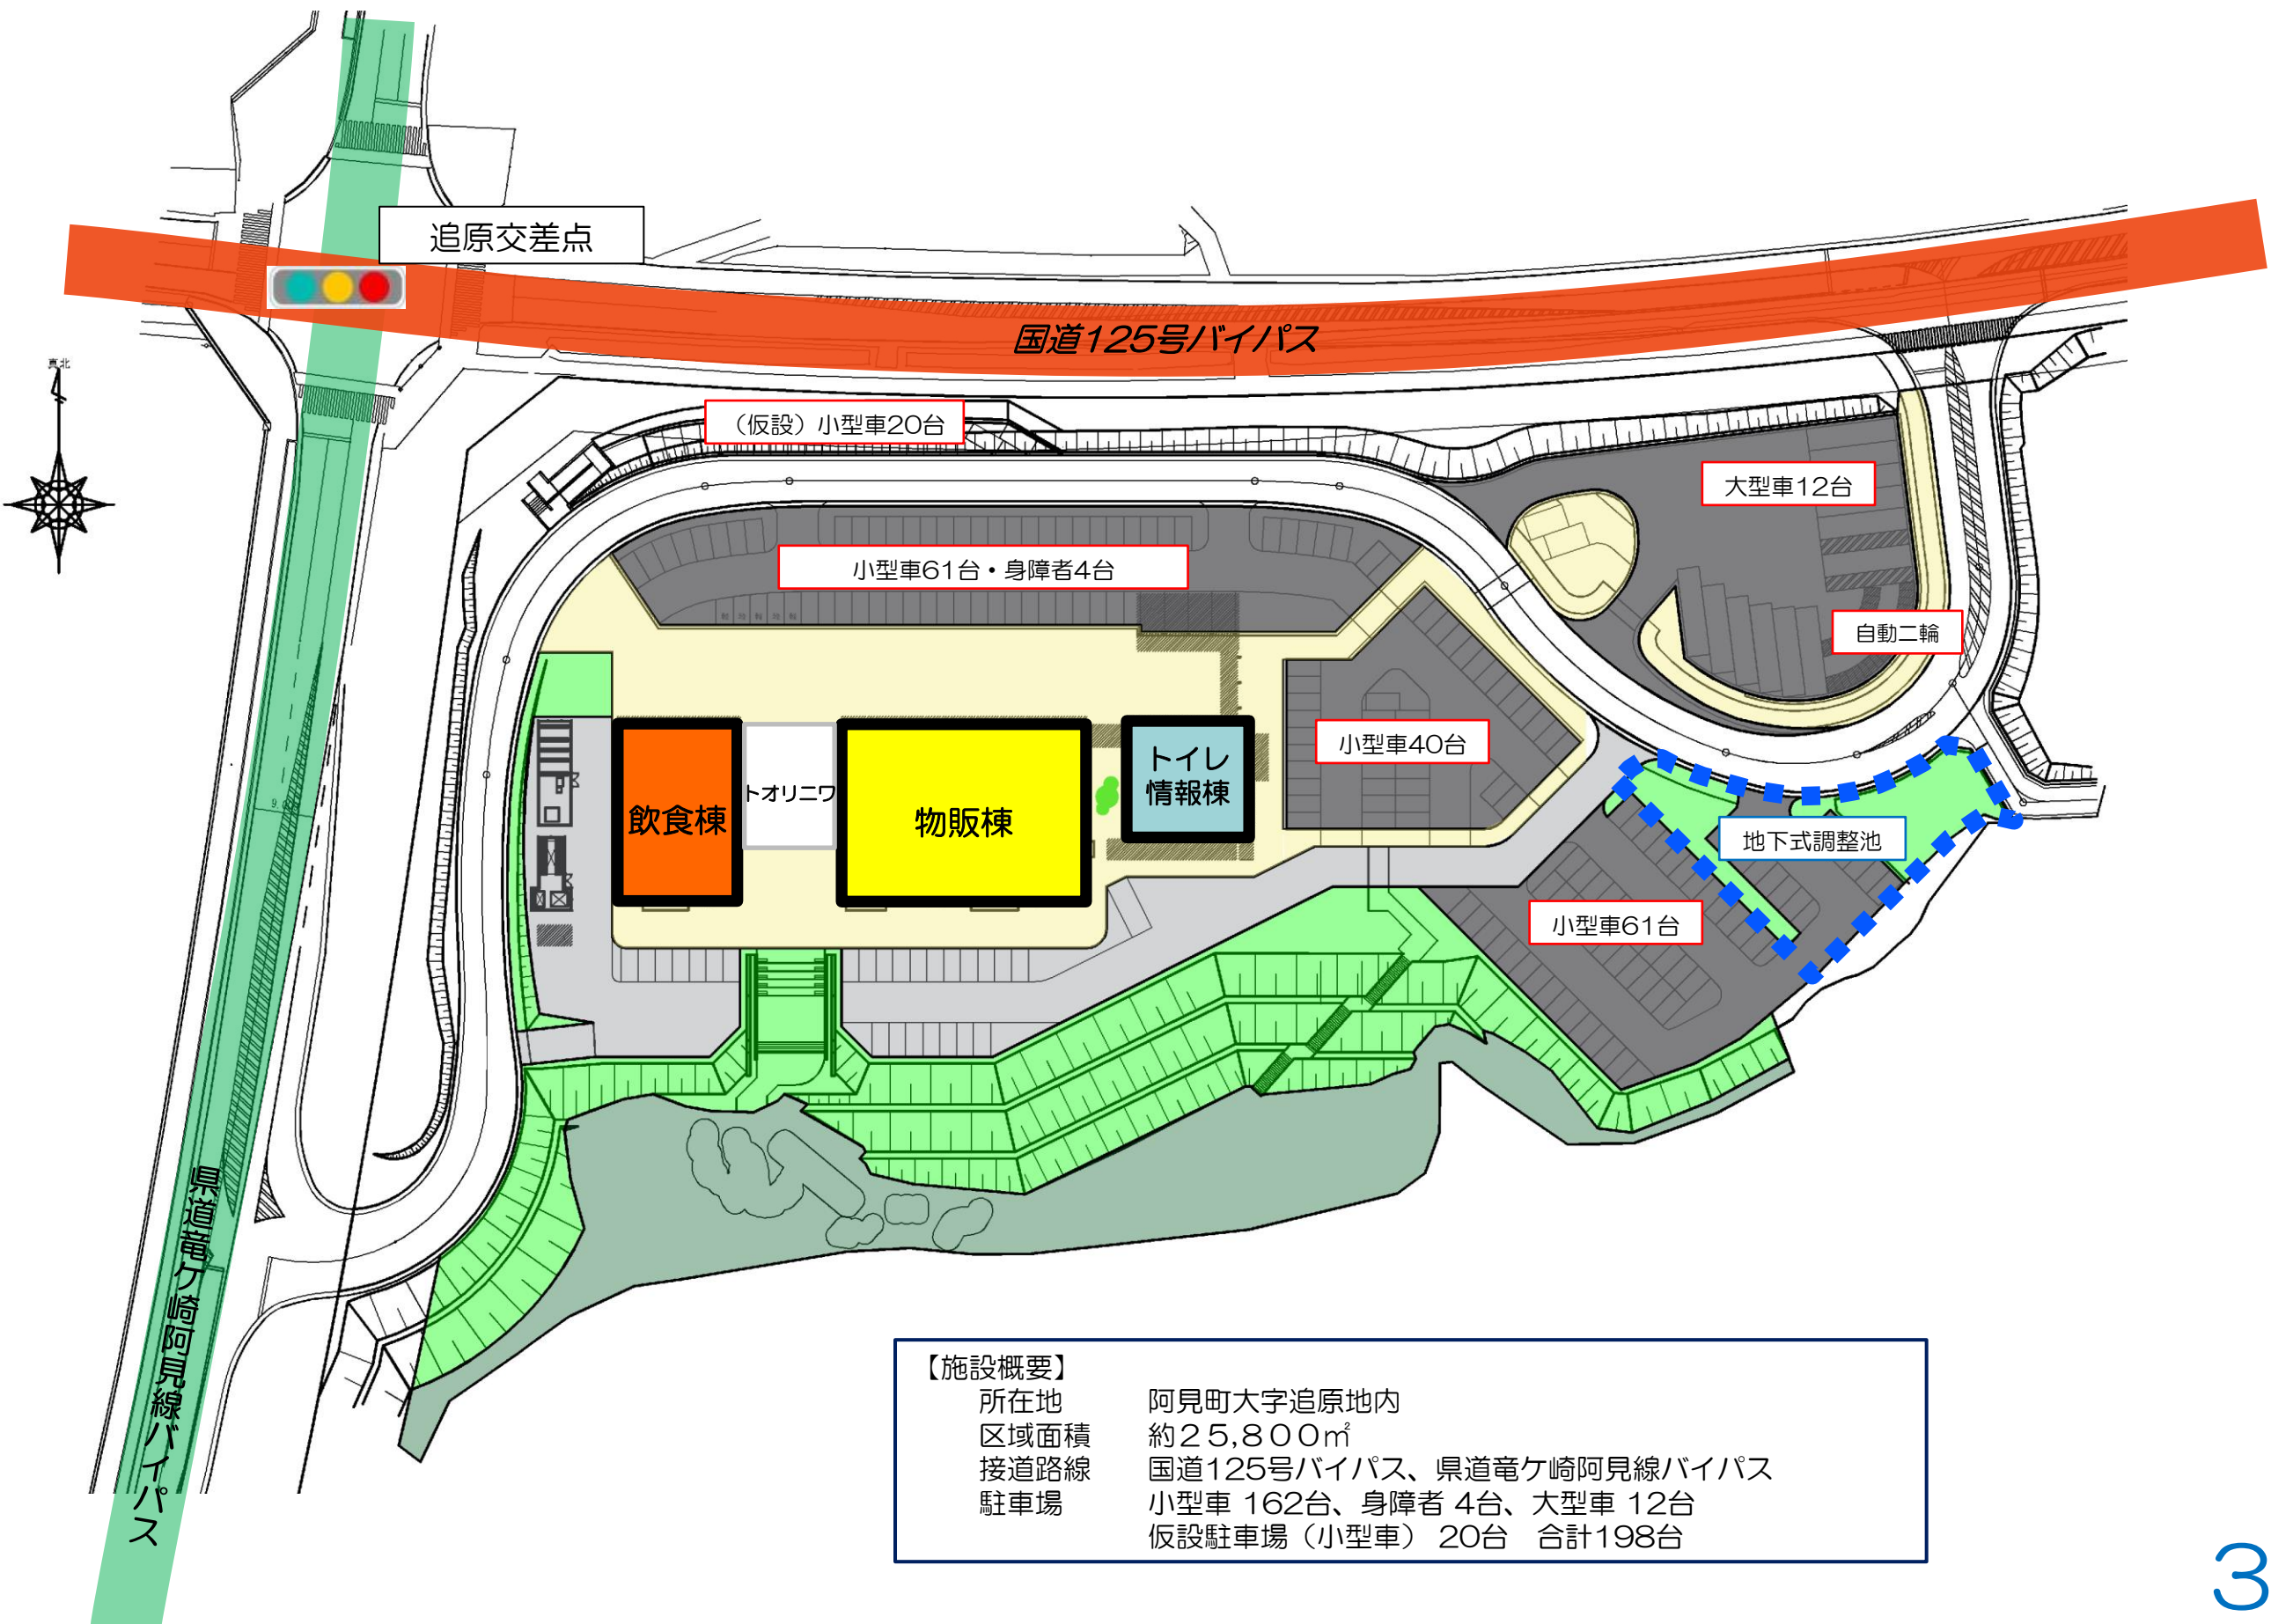 追原交差点
国道125号バイパス
真北
（仮設）小型車20台
大型車12台
小型車61台・身障者4台
自動二輪
小型車40台
トイレ
情報棟
トオリニワ
飲食棟
物販棟
地下式調整池
小型車61台
県道竜ケ崎阿見線バイパス
【施設概要】
所在地 阿見町大字追原地内
区域面積 約２５,８００㎡
接道路線 国道125号バイパス、県道竜ケ崎阿見線バイパス
駐車場 小型車 162台、身障者 4台、大型車 12台
仮設駐車場（小型車） 20台 合計198台
3